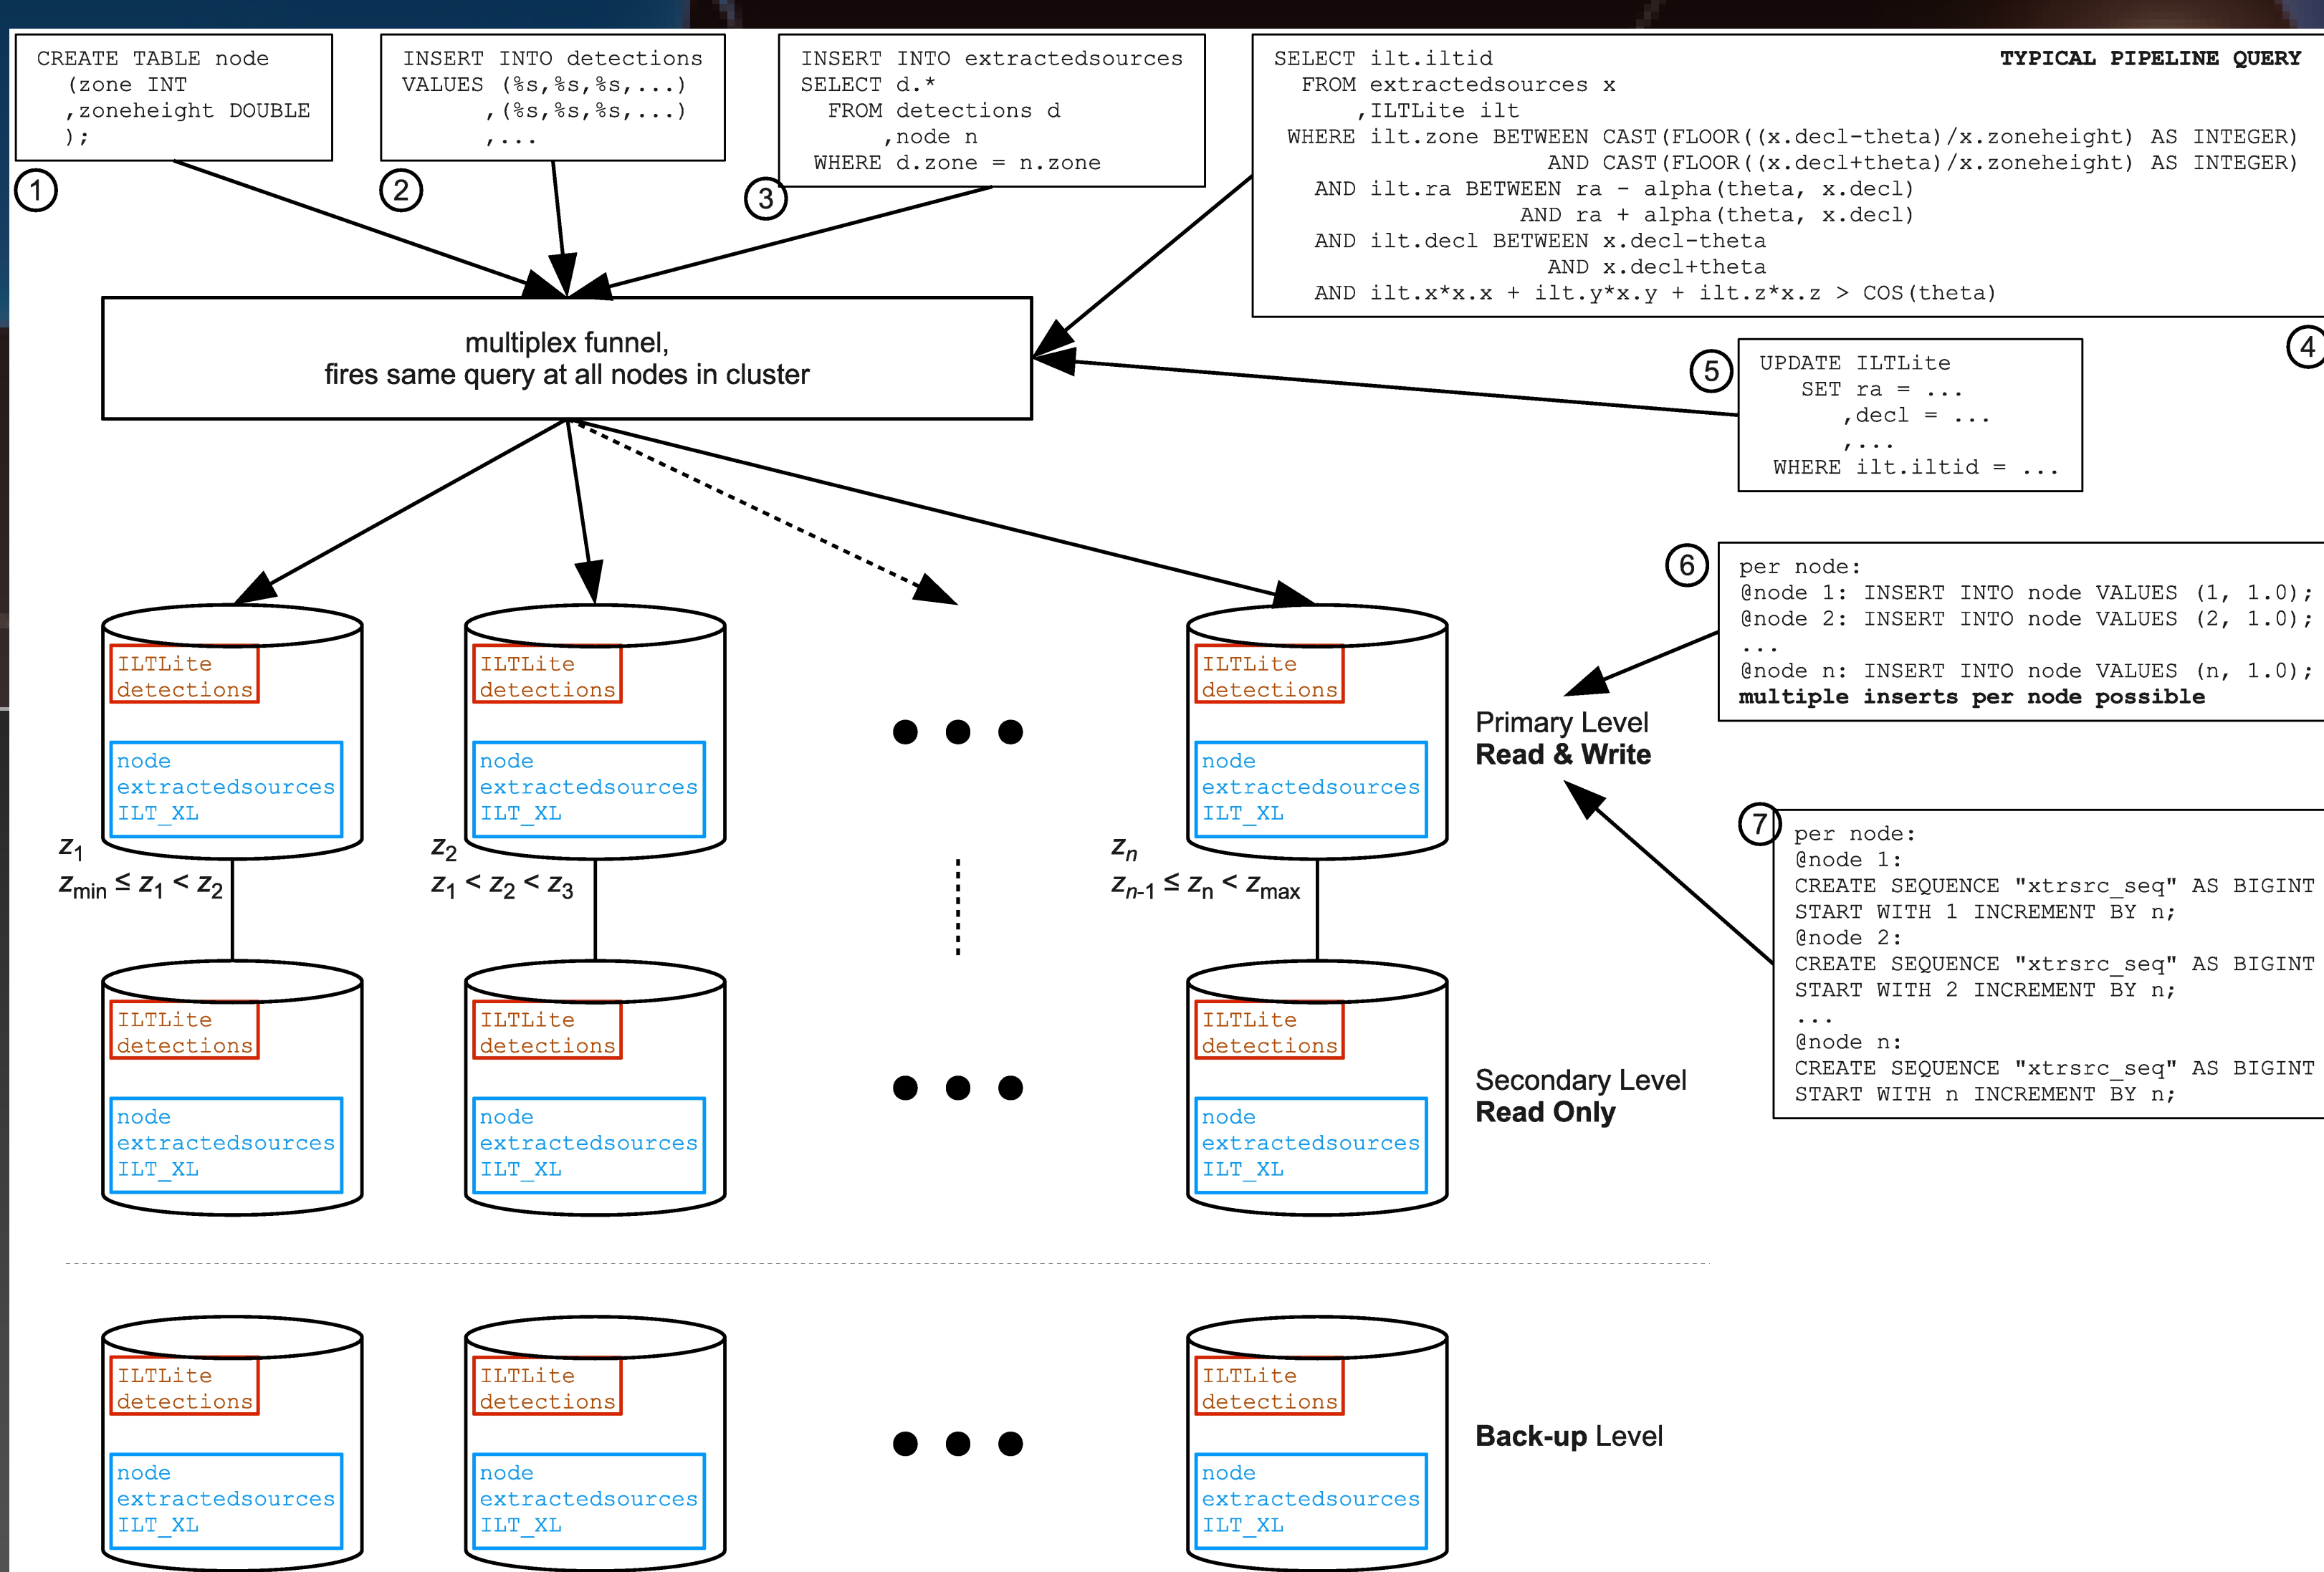 CREATE TABLE node
(zone INT
,zoneheight DOUBLE
);
1
INSERT INTO detections
VALUES (%s,%s,%s,...)
,(%s,%s,%s,...)
,...
2
INSERT INTO extractedsources
SELECT d.*
FROM detections d
,node n
WHERE d.zone = n.zone
3
SELECT ilt.iltid TYPICAL PIPELINE QUERY
FROM extractedsources x
,ILTLite ilt
WHERE ilt.zone BETWEEN CAST(FLOOR((x.decl-theta)/x.zoneheight) AS INTEGER)
AND CAST(FLOOR((x.decl+theta)/x.zoneheight) AS INTEGER)
AND ilt.ra BETWEEN ra - alpha(theta, x.decl)
AND ra + alpha(theta, x.decl)
AND ilt.decl BETWEEN x.decl-theta
AND x.decl+theta
AND ilt.x*x.x + ilt.y*x.y + ilt.z*x.z > COS(theta)
4
multiplex funnel,
fires same query at all nodes in cluster
5
UPDATE ILTLite
SET ra = ...
,decl = ...
,...
WHERE ilt.iltid = ...
6
per node:
@node 1: INSERT INTO node VALUES (1, 1.0);
@node 2: INSERT INTO node VALUES (2, 1.0);
...
@node n: INSERT INTO node VALUES (n, 1.0);
multiple inserts per node possible
ILTLite
detections
node
extractedsources
ILT_XL
z1
zmin ≤ z1 < z2
ILTLite
detections
node
extractedsources
ILT_XL
z2
z1 < z2 < z3
ILTLite
detections
node
extractedsources
ILT_XL
zn
zn-1 ≤ zn < zmax
Primary Level
Read & Write
7
per node:
@node 1:
CREATE SEQUENCE "xtrsrc_seq" AS BIGINT
START WITH 1 INCREMENT BY n;
@node 2:
CREATE SEQUENCE "xtrsrc_seq" AS BIGINT
START WITH 2 INCREMENT BY n;
...
@node n:
CREATE SEQUENCE "xtrsrc_seq" AS BIGINT
START WITH n INCREMENT BY n;
ILTLite
detections
node
extractedsources
ILT_XL
ILTLite
detections
node
extractedsources
ILT_XL
ILTLite
detections
node
extractedsources
ILT_XL
Secondary Level
Read Only
ILTLite
detections
node
extractedsources
ILT_XL
ILTLite
detections
node
extractedsources
ILT_XL
ILTLite
detections
node
extractedsources
ILT_XL
Back-up Level